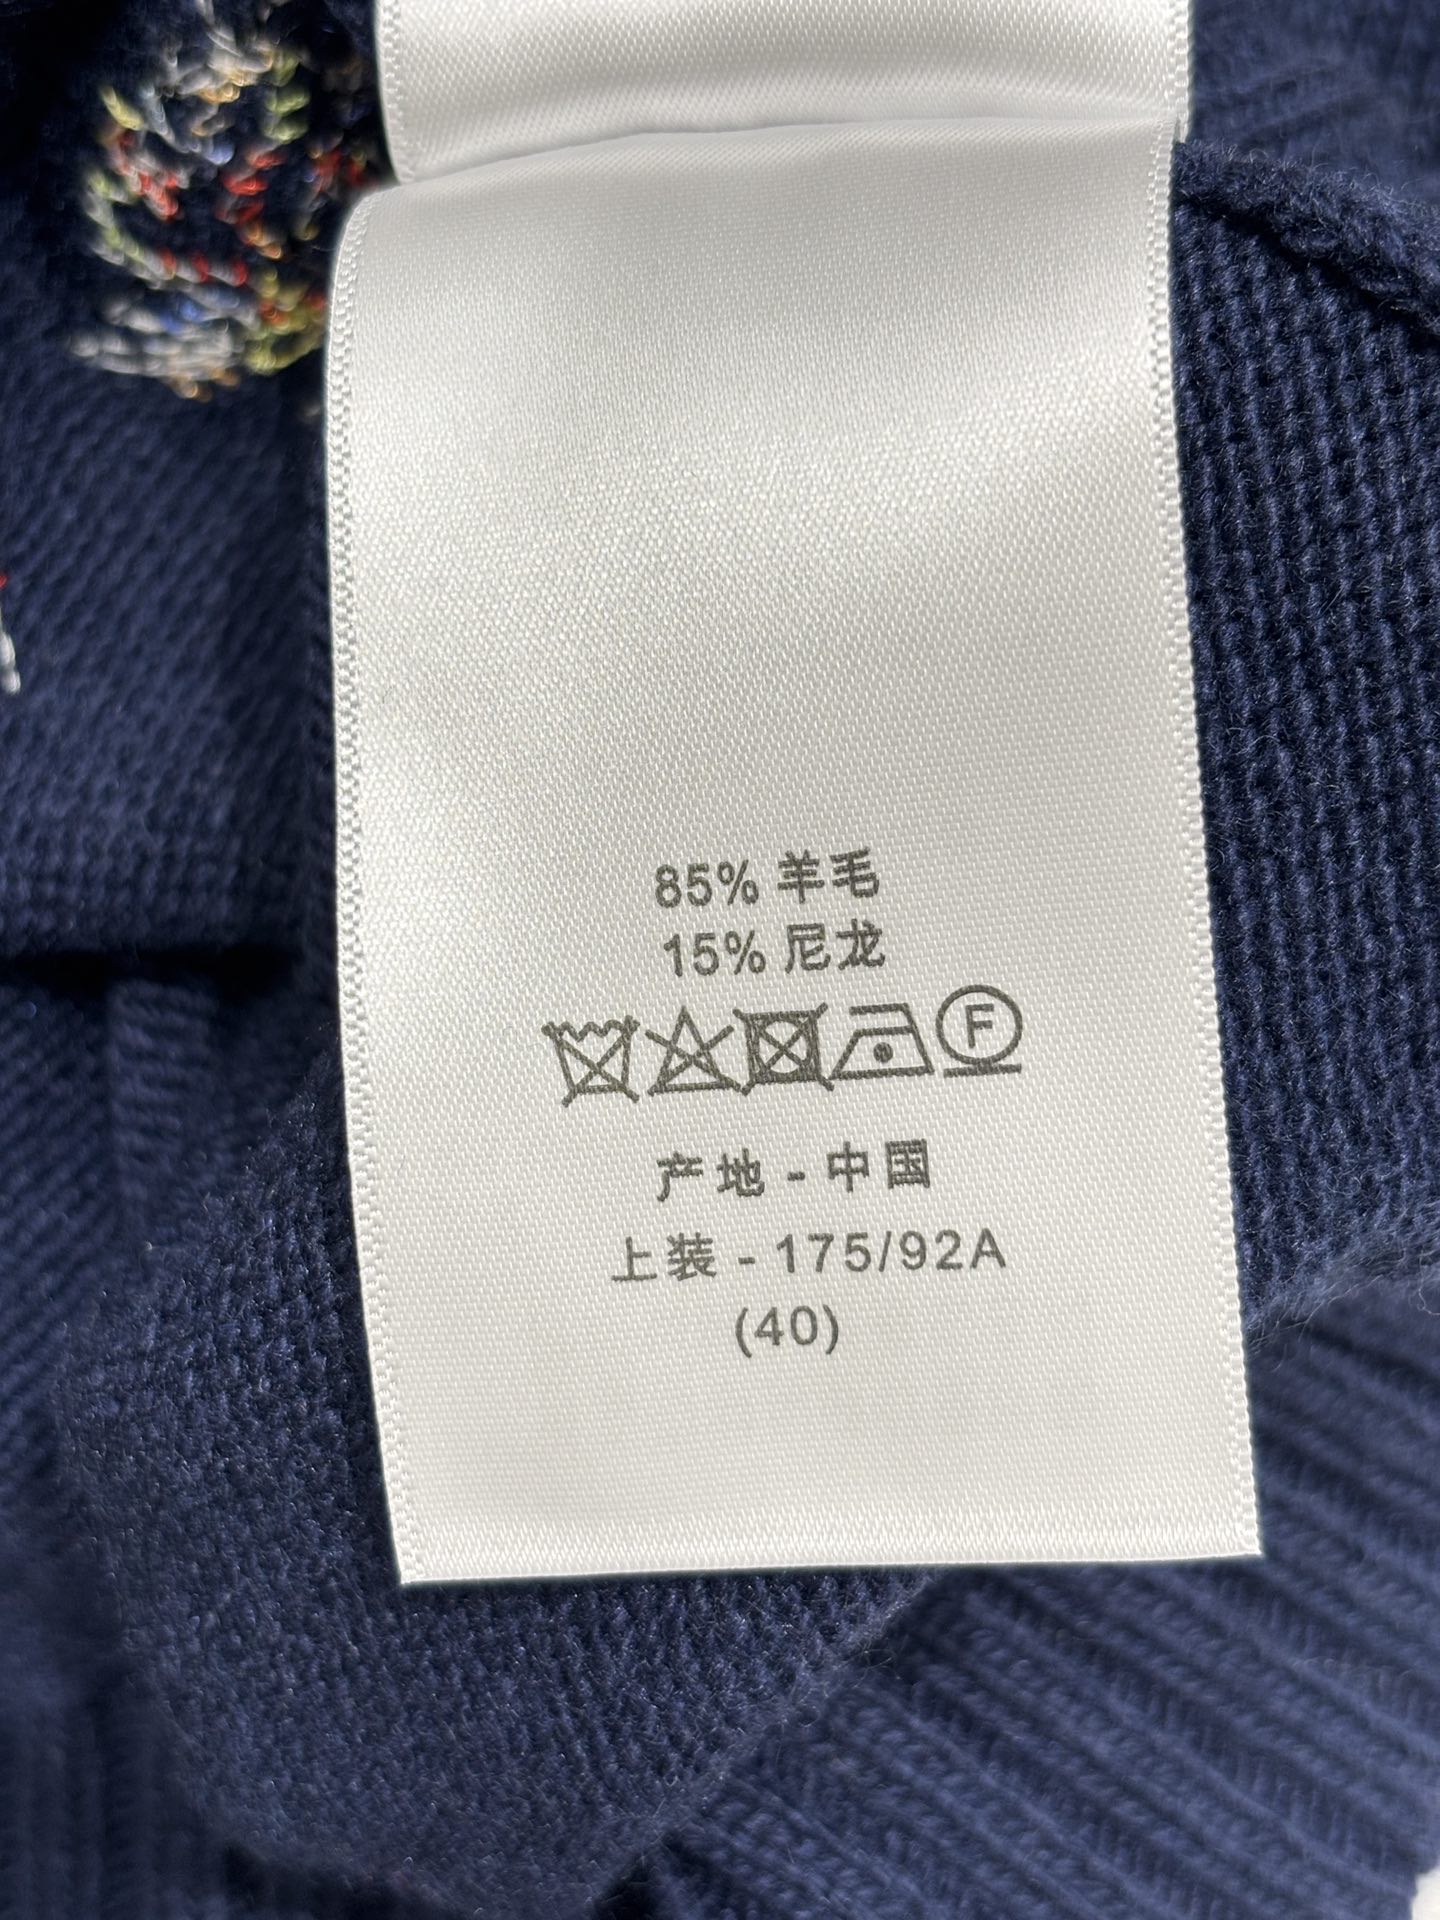 85% 羊毛
15% 尼龙
F
产地 - 中国
上装 - 175/92A
(40)